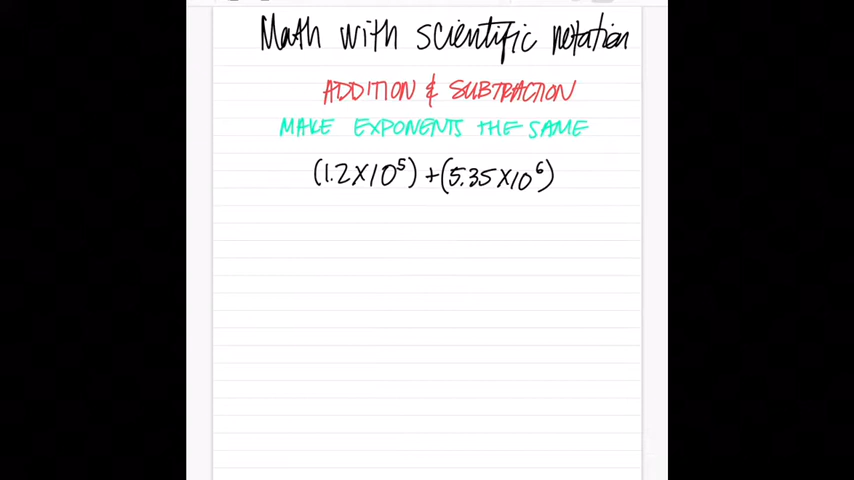 Math with scientific notation
ADDITION & SUBTRACTION
MAKE EXPONENTS THE SAME
(1.2X10⁵) + (5.35X10⁶)